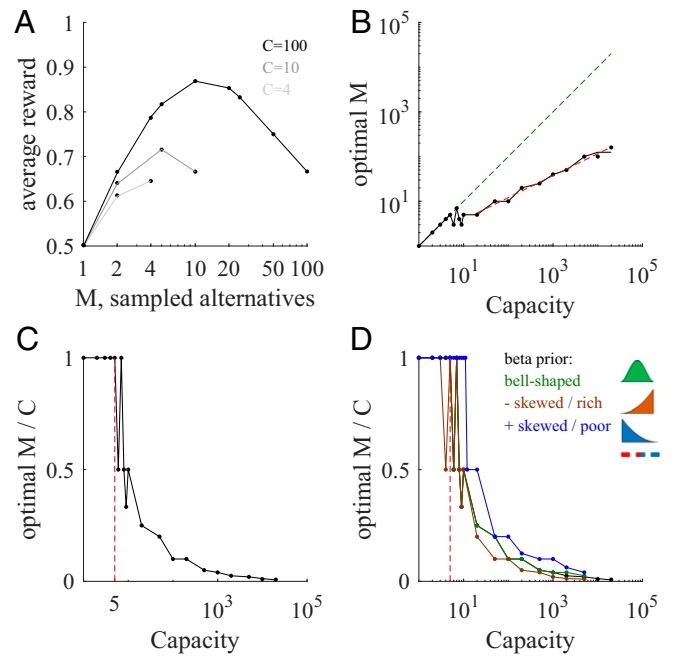 A
1
0.9
0.8
0.7
0.6
0.5
average reward
C=100
C=10
C=4
1 2 4 10 20 50 100
M, sampled alternatives
B
10^5
10^3
10^1
optimal M
10^1 10^3 10^5
Capacity
C
1
0.5
0
optimal M / C
5 10^3 10^5
Capacity
D
1
0.5
0
optimal M / C
beta prior:
bell-shaped
- skewed / rich
+ skewed / poor
10^1 10^3 10^5
Capacity